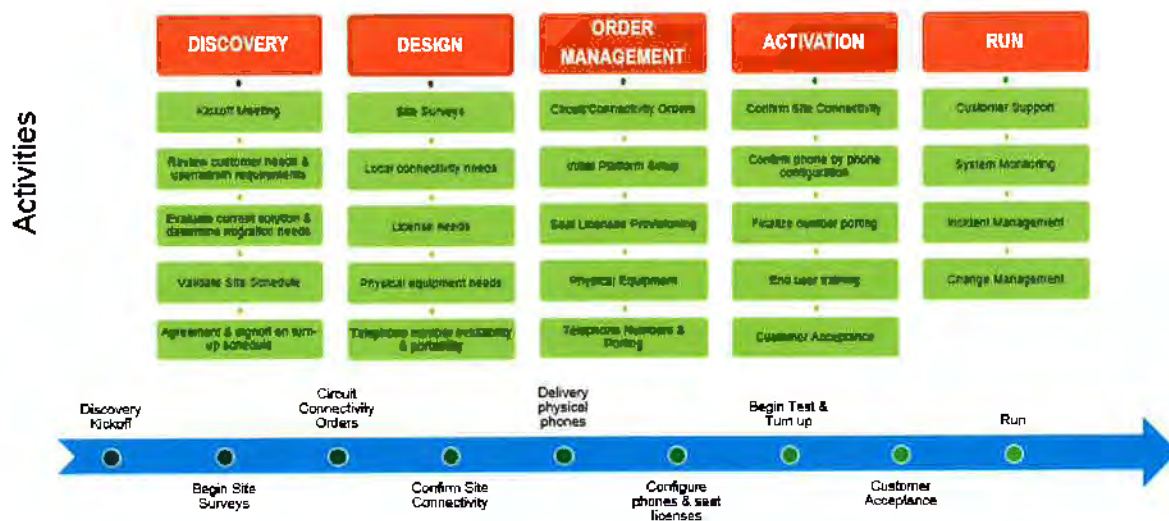 Activities
DISCOVERY
Kickoff Meeting
Review customer needs &
username requirements
Evaluate current solution &
determine migration needs
Validate Site Schedule
Agreement & signoff on turn-
up schedule
DESIGN
Site Surveys
Local connectivity needs
License needs
Physical equipment needs
Telephone number availability
& portability
ORDER
MANAGEMENT
Circuit/Connectivity Orders
Initial Platform Setup
Seat Licenses Provisioning
Physical Equipment
Telephone Numbers &
Porting
ACTIVATION
Confirm Site Connectivity
Confirm phone by phone
configuration
Finalize number porting
End user training
Customer Acceptance
RUN
Customer Support
System Monitoring
Incident Management
Change Management
Discovery
Kickoff
Begin Site
Surveys
Circuit
Connectivity
Orders
Confirm Site
Connectivity
Delivery
physical
phones
Configure
phones & seat
licenses
Begin Test &
Turn up
Customer
Acceptance
Run